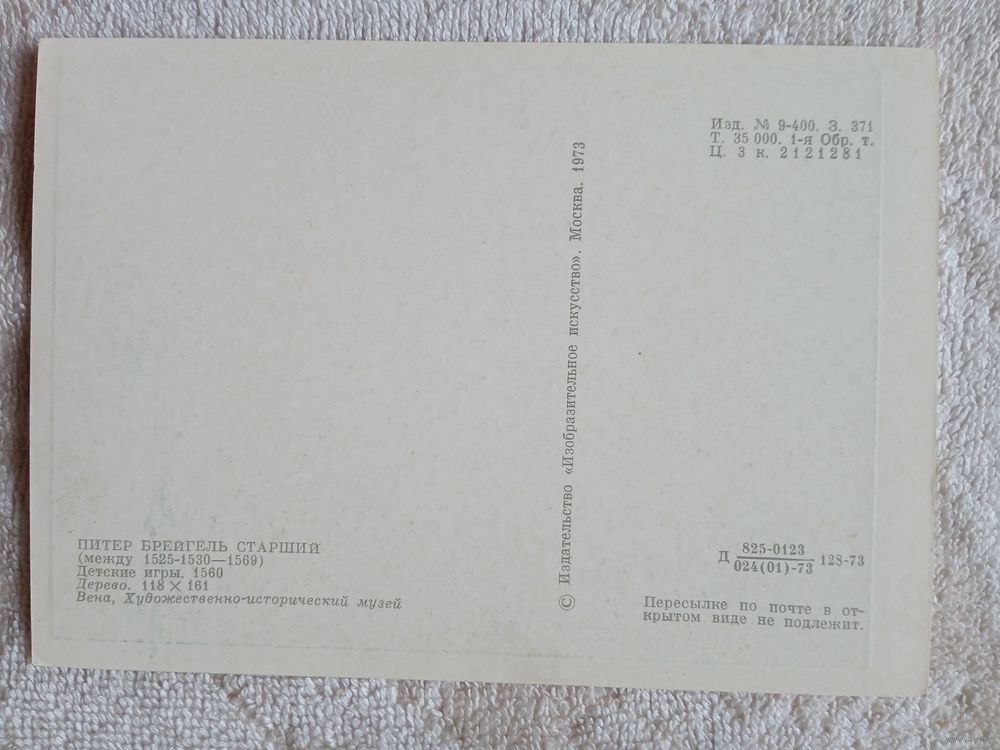 Изд. № 9-400. З. 371
Т. 35 000. 1-я Обр. т.
Ц. 3 к. 2121281
© Издательство «Изобразительное искусство». Москва. 1973
ПИТЕР БРЕЙГЕЛЬ СТАРШИЙ
(между 1525-1530—1569)
Детские игры. 1560
Дерево. 118 × 161
Вена, Художественно-исторический музей
Д 825-0123
024(01)-73 128-73
Пересылке по почте в от-
крытом виде не подлежит.